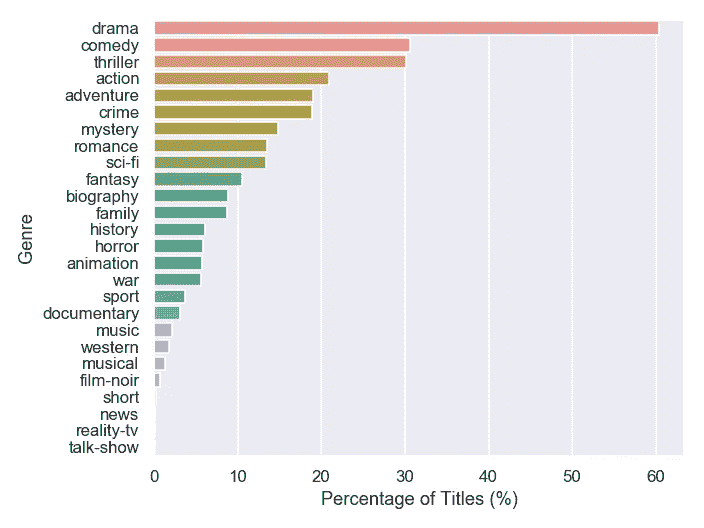 drama
comedy
thriller
action
adventure
crime
mystery
romance
sci-fi
fantasy
biography
family
history
horror
animation
war
sport
documentary
music
western
musical
film-noir
short
news
reality-tv
talk-show
Genre
0 10 20 30 40 50 60
Percentage of Titles (%)